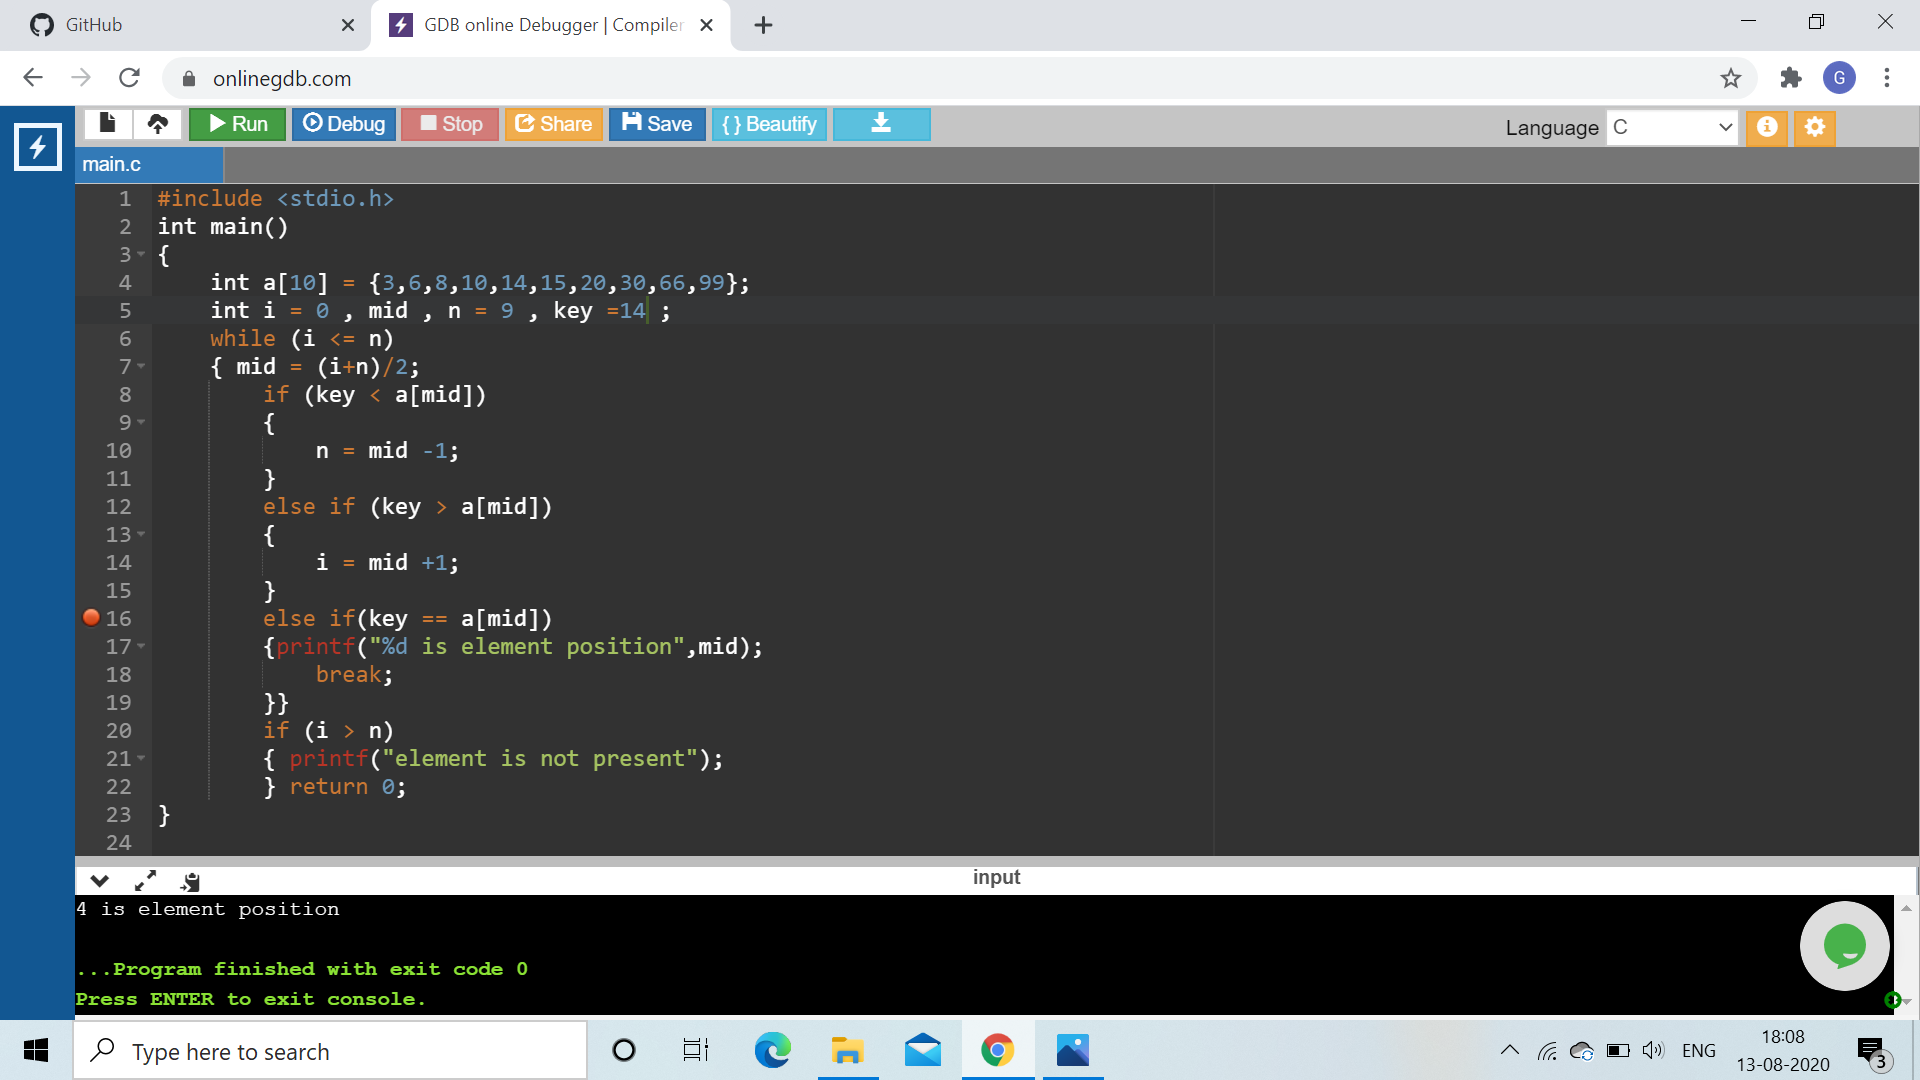 GitHub
GDB online Debugger | Compiler
onlinegdb.com
G
Run Debug Stop Share Save { } Beautify
Language C
main.c
1 #include <stdio.h>
2 int main()
3 {
4 int a[10] = {3,6,8,10,14,15,20,30,66,99};
5 int i = 0 , mid , n = 9 , key =14 ;
6 while (i <= n)
7 { mid = (i+n)/2;
8 if (key < a[mid])
9 {
10 n = mid -1;
11 }
12 else if (key > a[mid])
13 {
14 i = mid +1;
15 }
16 else if(key == a[mid])
17 {printf("%d is element position",mid);
18 break;
19 }}
20 if (i > n)
21 { printf("element is not present");
22 } return 0;
23 }
24
input
4 is element position
...Program finished with exit code 0
Press ENTER to exit console.
Type here to search
ENG
18:08
13-08-2020
3